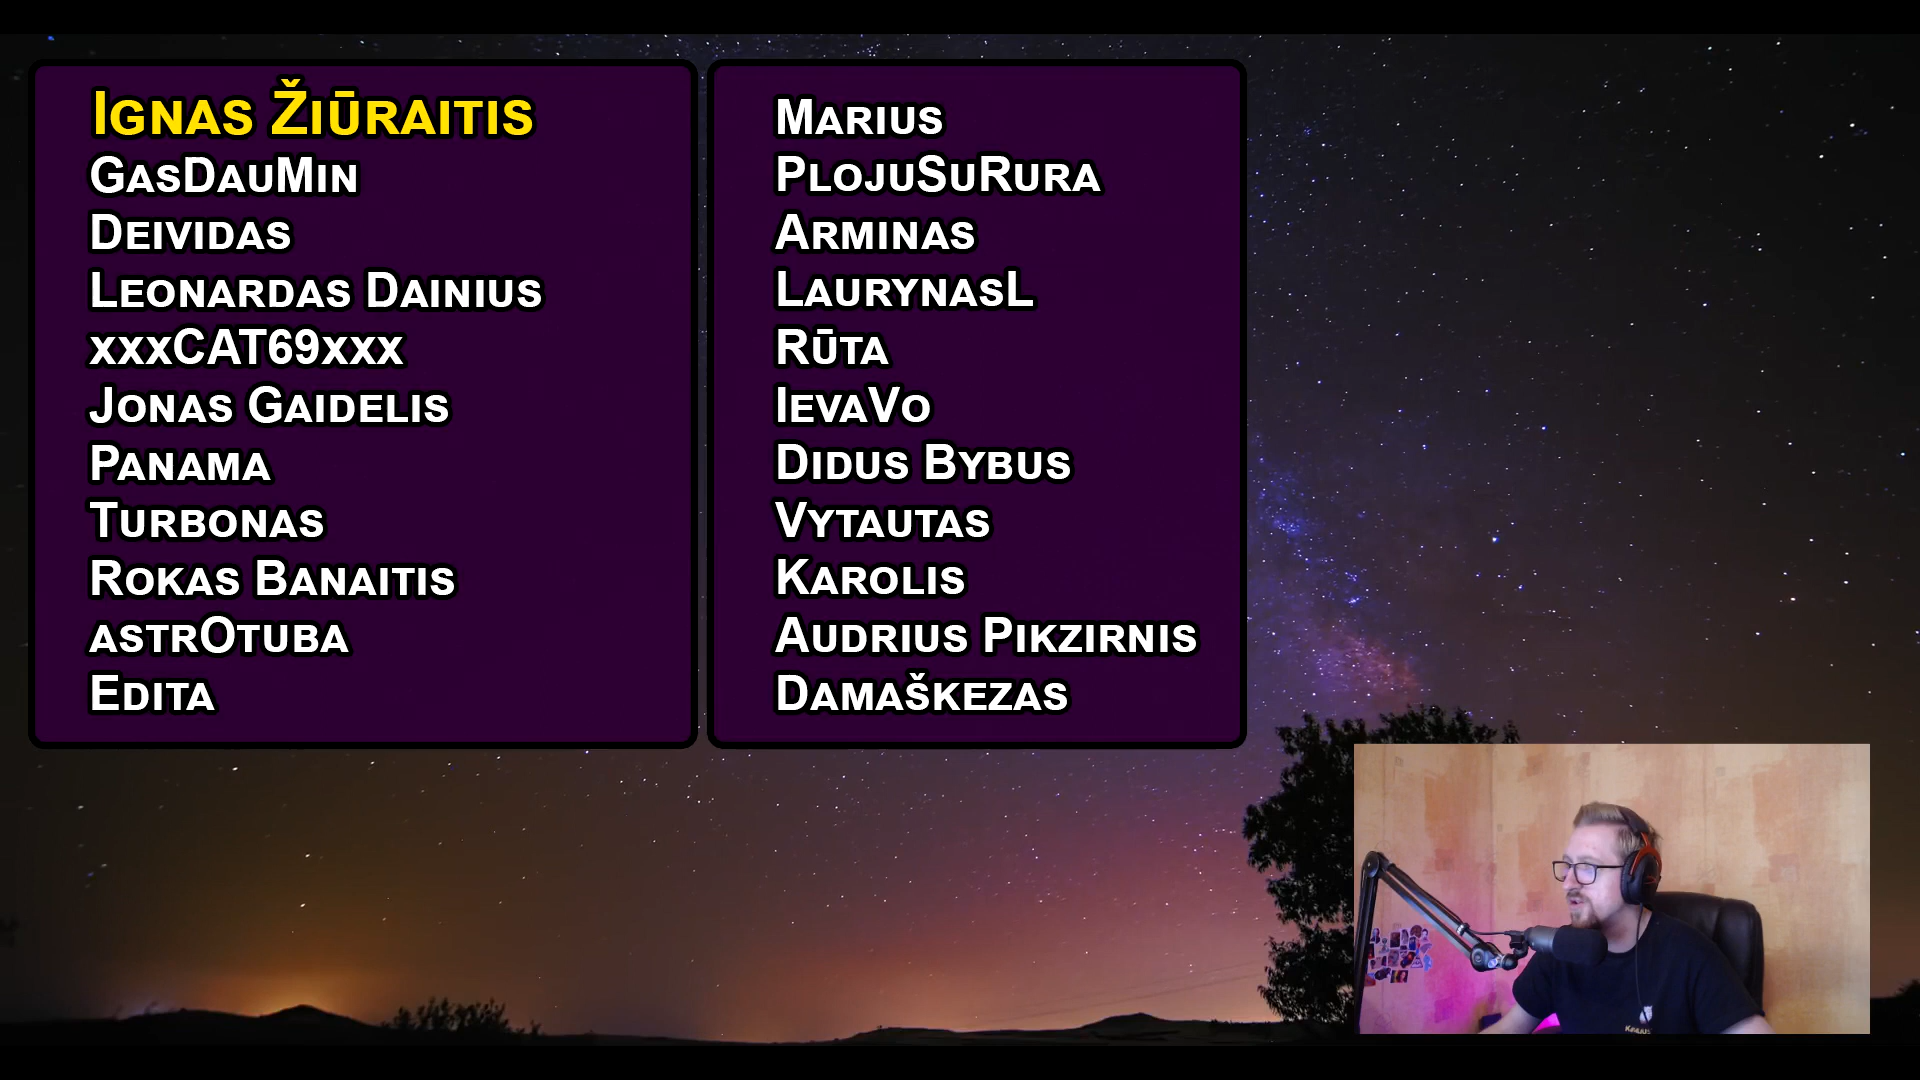 Ignas Žiūraitis
GasDauMin
Deividas
Leonardas Dainius
xxxCAT69xxx
Jonas Gaidelis
Panama
Turbonas
Rokas Banaitis
astrOtuba
Edita
Marius
PlojuSuRura
Arminas
LaurynasL
Rūta
IevaVo
Didus Bybus
Vytautas
Karolis
Audrius Pikzirnis
Damaškezas